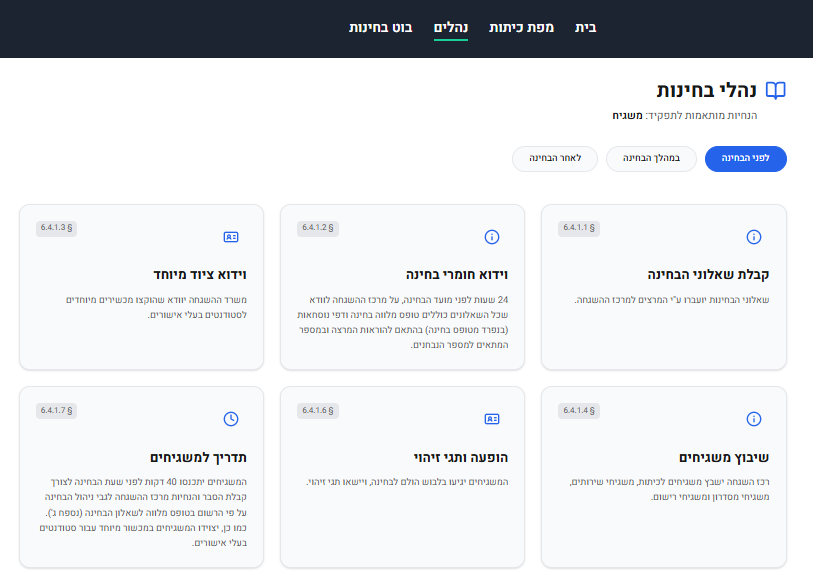 בית
מפת כיתות
נהלים
בוט בחינות
נהלי בחינות
הנחיות מותאמות לתפקיד: משגיח
לפני הבחינה
במהלך הבחינה
לאחר הבחינה
§ 6.4.1.1
קבלת שאלוני הבחינה
שאלוני הבחינות יועברו ע"י המרצים למרכז ההשגחה.
§ 6.4.1.2
וידוא חומרי בחינה
24 שעות לפני מועד הבחינה, על מרכז ההשגחה לוודא
שכל השאלונים כוללים טופס מלווה בחינה ודפי נוסחאות
(בנפרד מטופס בחינה) בהתאם להוראות המרצה ובמספר
המתאים למספר הנבחנים.
§ 6.4.1.3
וידוא ציוד מיוחד
משרד ההשגחה יוודא שהוקצו מכשירים מיוחדים
לסטודנטים בעלי אישורים.
§ 6.4.1.4
שיבוץ משגיחים
רכז השגחה ישבץ משגיחים לכיתות, משגיחי שירותים,
משגיחי מסדרון ומשגיחי רישום.
§ 6.4.1.6
הופעה ותגי זיהוי
המשגיחים יגיעו בלבוש הולם לבחינה, ויישאו תגי זיהוי.
§ 6.4.1.7
תדריך למשגיחים
המשגיחים יתכנסו 40 דקות לפני שעת הבחינה לצורך
קבלת הסבר והנחיות מרכז ההשגחה לגבי ניהול הבחינה
על פי הרשום בטופס מלווה לשאלון הבחינה (נספח ג').
כמו כן, יצוידו המשגיחים במכשור מיוחד עבור סטודנטים
בעלי אישורים.